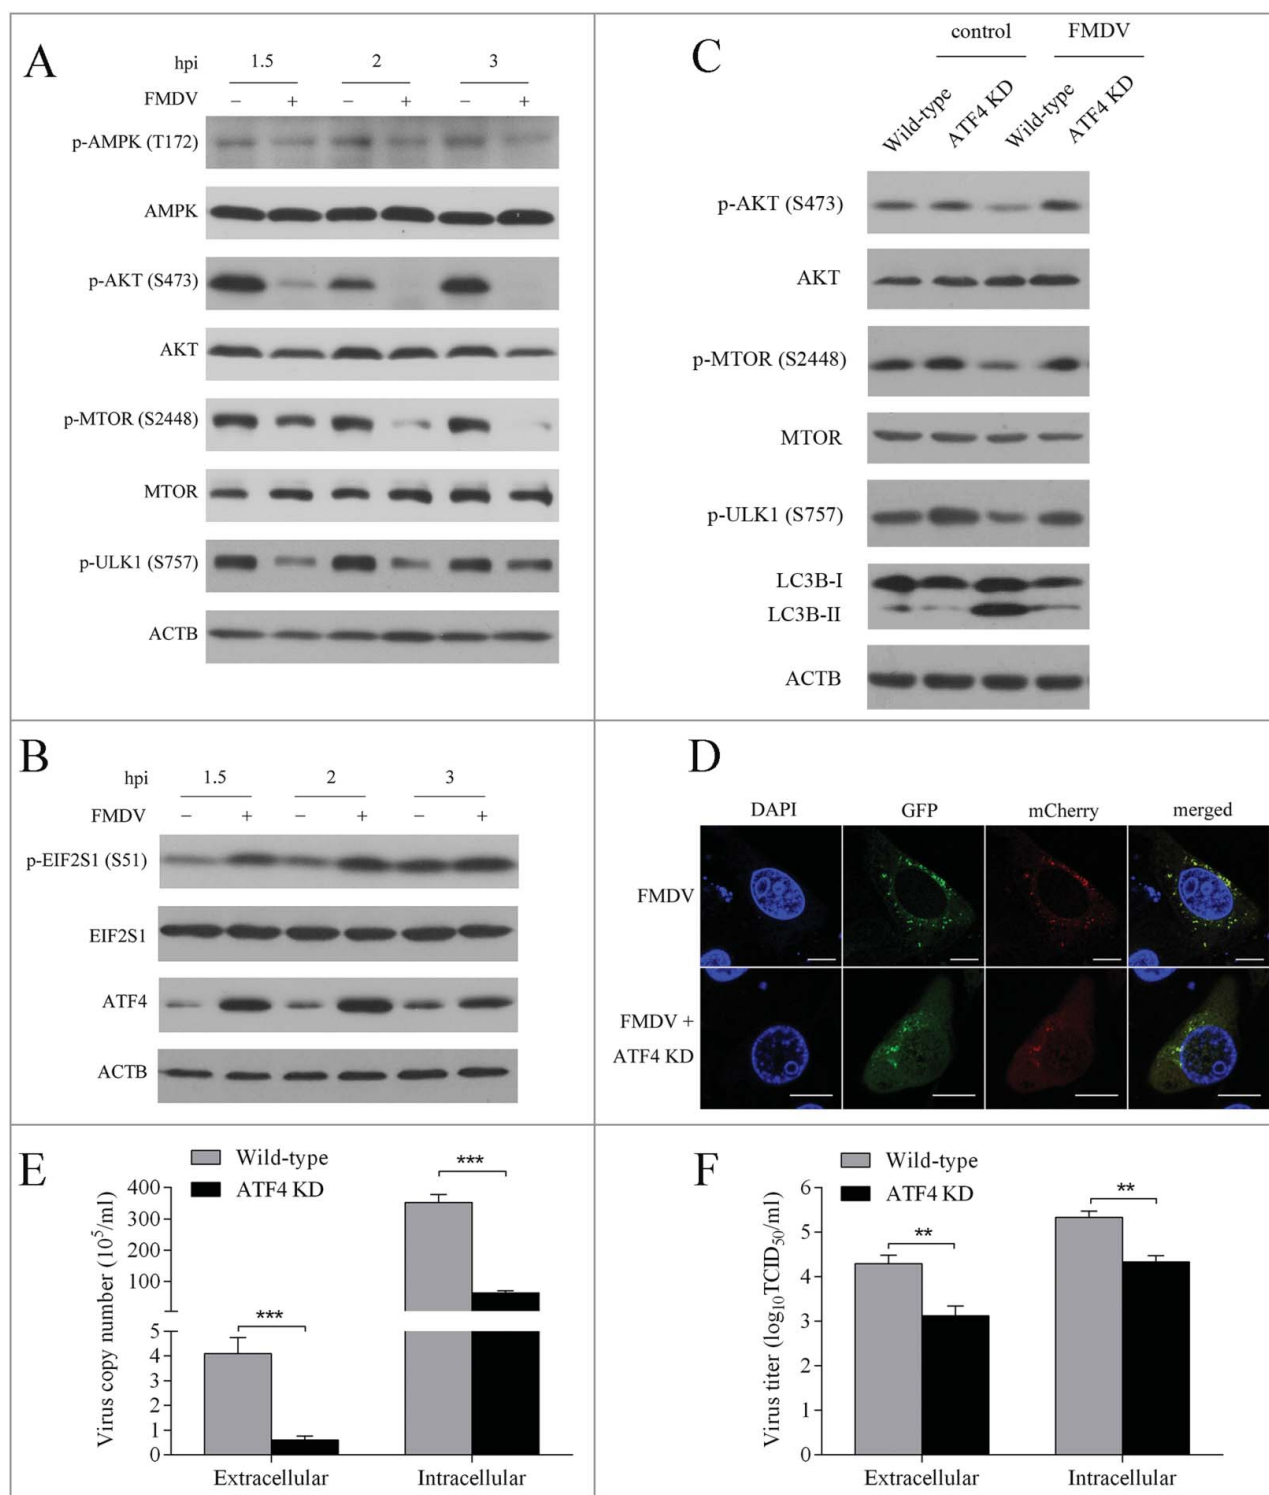 A
hpi 1.5 2 3
FMDV – + – + – +
p-AMPK (T172)
AMPK
p-AKT (S473)
AKT
p-MTOR (S2448)
MTOR
p-ULK1 (S757)
ACTB
C
control FMDV
Wild-type ATF4 KD Wild-type ATF4 KD
p-AKT (S473)
AKT
p-MTOR (S2448)
MTOR
p-ULK1 (S757)
LC3B-I
LC3B-II
ACTB
B
hpi 1.5 2 3
FMDV – + – + – +
p-EIF2S1 (S51)
EIF2S1
ATF4
ACTB
D
DAPI GFP mCherry merged
FMDV
FMDV +
ATF4 KD
E
Wild-type
ATF4 KD
Virus copy number (10⁵/ml)
400
300
200
100
5
4
3
2
1
0
***
***
Extracellular Intracellular
F
Wild-type
ATF4 KD
Virus titer (log₁₀TCID₅₀/ml)
6
5
4
3
2
1
0
**
**
Extracellular Intracellular